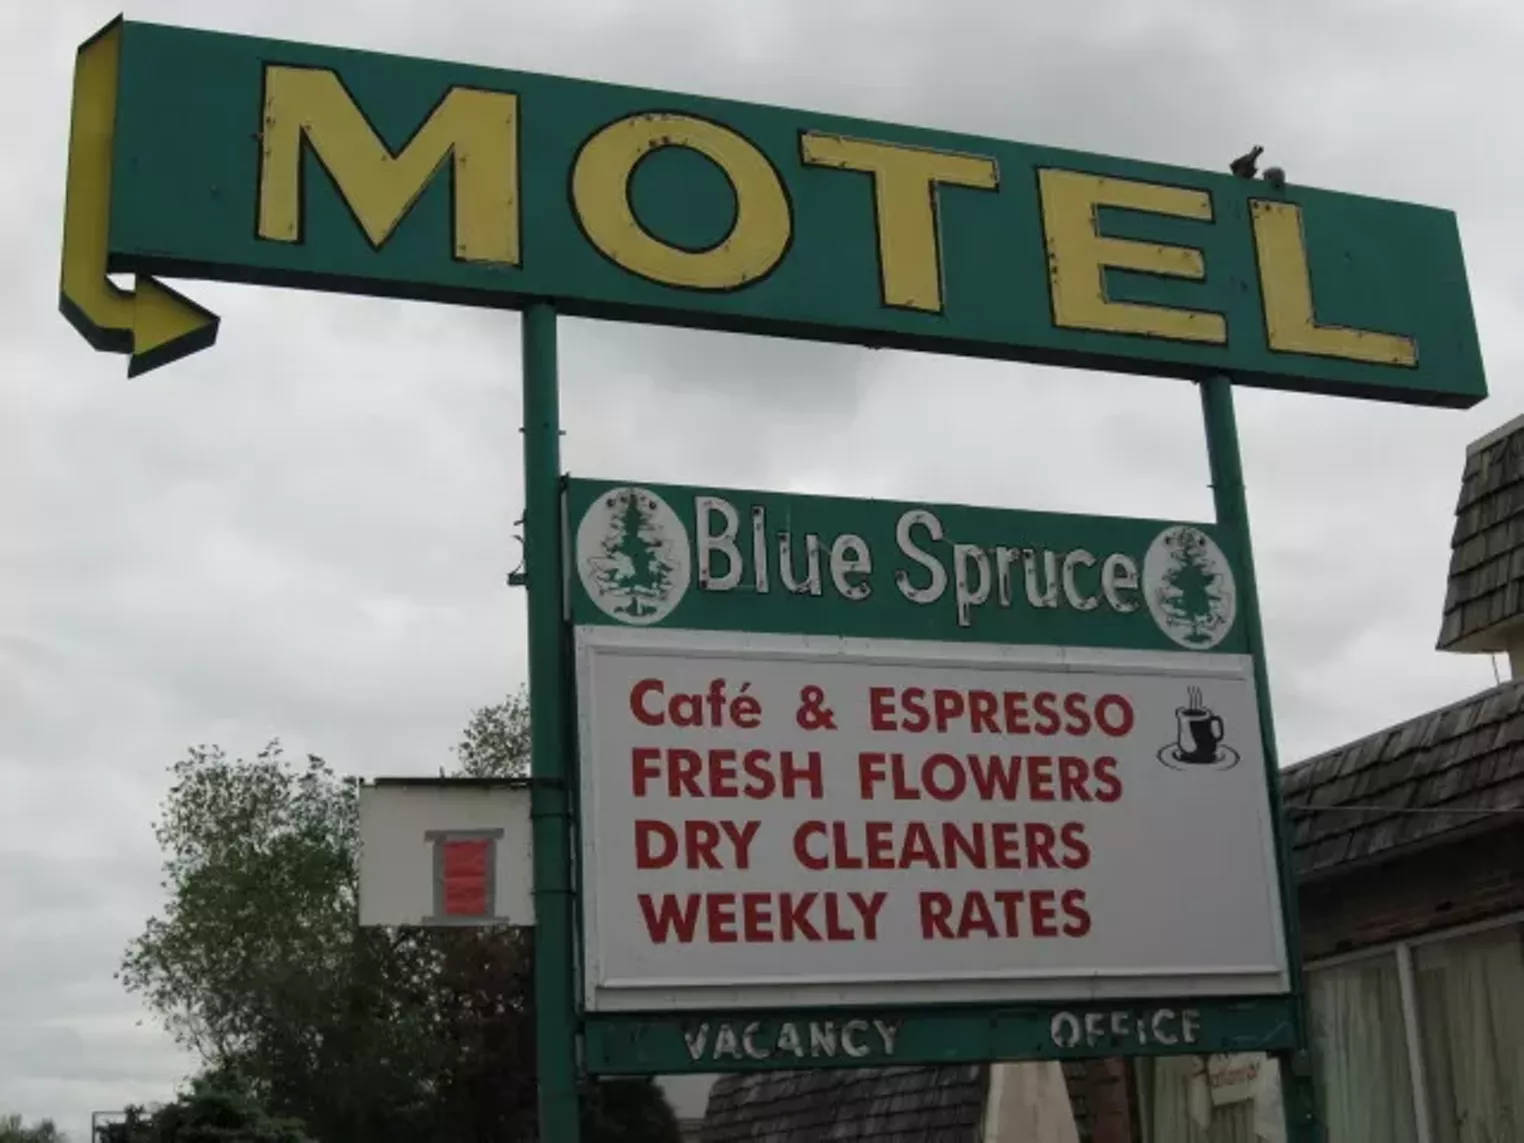 MOTEL
Blue Spruce
Café & ESPRESSO
FRESH FLOWERS
DRY CLEANERS
WEEKLY RATES
VACANCY OFFICE